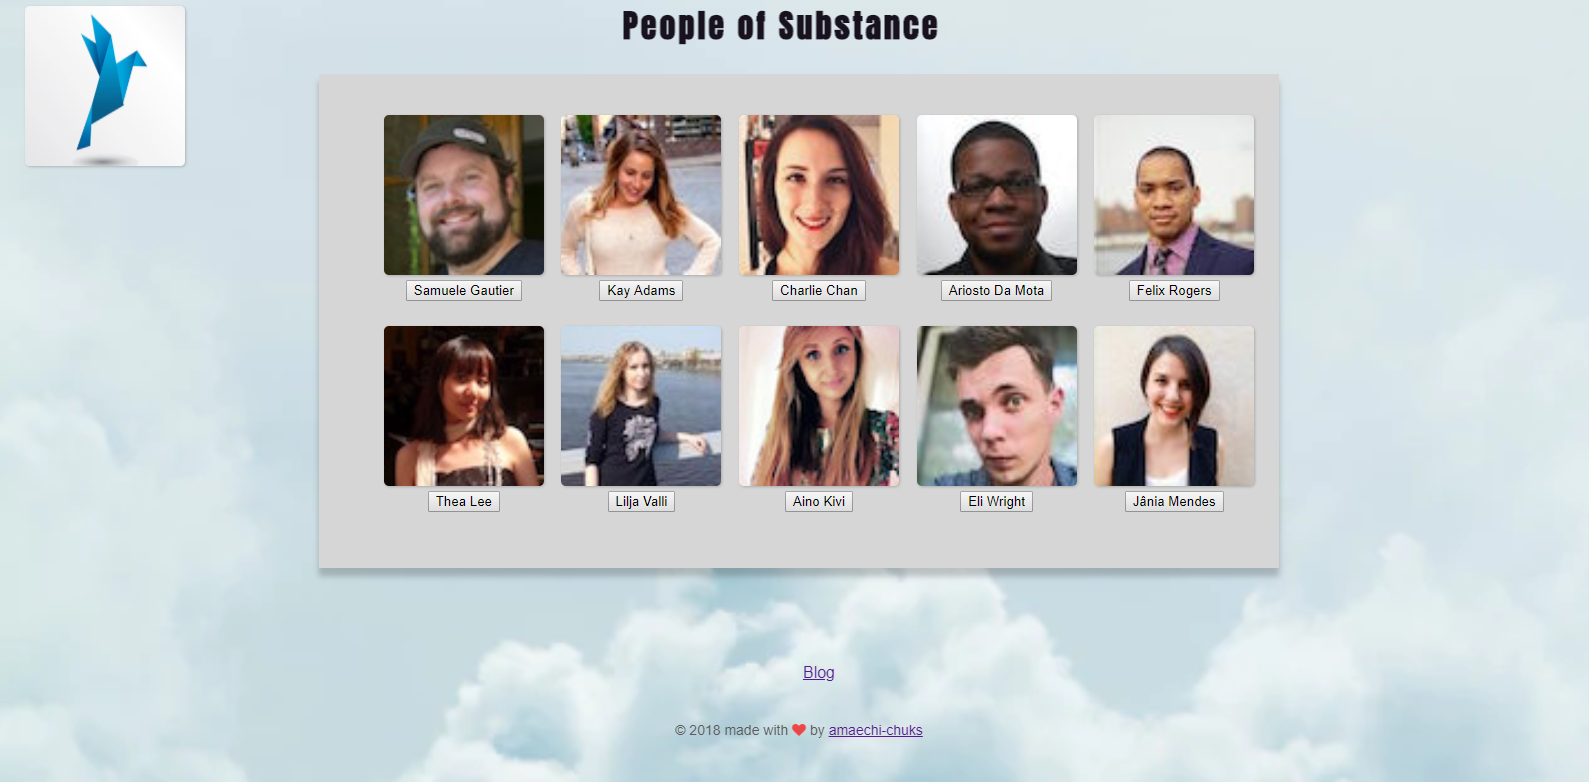 People of Substance
Samuele Gautier
Kay Adams
Charlie Chan
Ariosto Da Mota
Felix Rogers
Thea Lee
Lilja Valli
Aino Kivi
Eli Wright
Jânia Mendes
Blog
© 2018 made with ❤ by amaechi-chuks